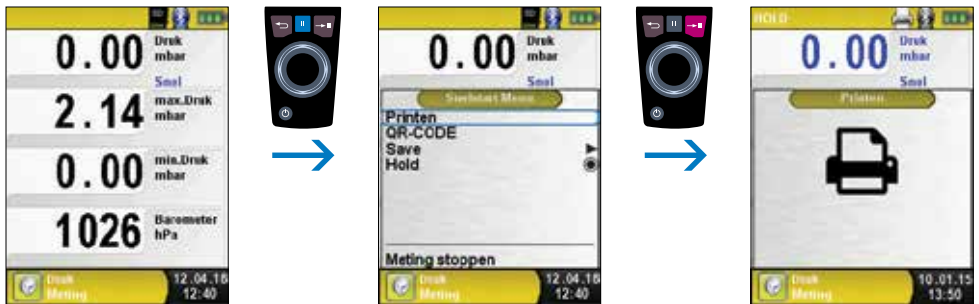 0.00 Druk
mbar
Snel
2.14 max.Druk
mbar
0.00 min.Druk
mbar
1026 Barometer
hPa
Druk
Meting
12.04.16
12:40
0.00 Druk
mbar
Snel
Snelstart Menu
Printen
QR-CODE
Save
Hold
Meting stoppen
Druk
Meting
12.04.16
12:40
HOLD
0.00 Druk
mbar
Snel
Printen
Druk
Meting
10.01.15
13:50